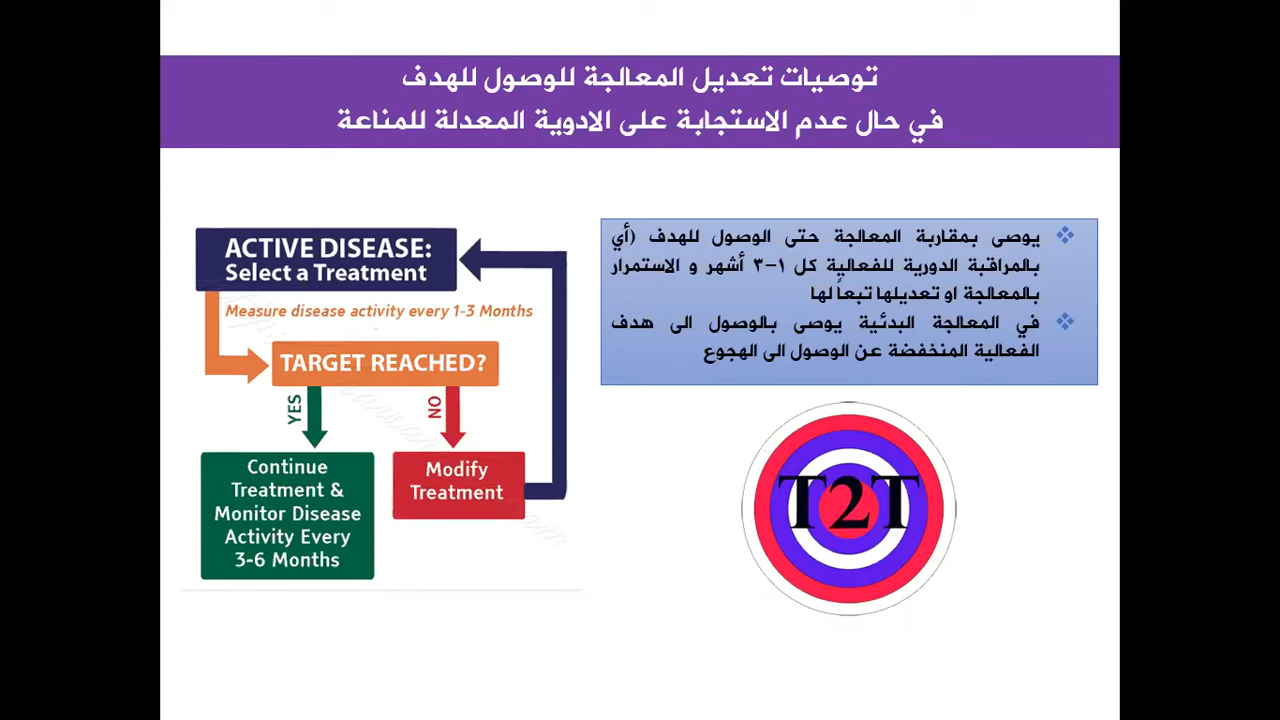 توصيات تعديل المعالجة للوصول للهدف
في حال عدم الاستجابة على الادوية المعدلة للمناعة
يوصى بمقاربة المعالجة حتى الوصول للهدف (أي
بالمراقبة الدورية للفعالية كل ١-٣ أشهر و الاستمرار
بالمعالجة او تعديلها تبعاً لها
في المعالجة البدئية يوصى بالوصول الى هدف
الفعالية المنخفضة عن الوصول الى الهجوع
ACTIVE DISEASE:
Select a Treatment
Measure disease activity every 1-3 Months
TARGET REACHED?
YES
NO
Continue
Treatment &
Monitor Disease
Activity Every
3-6 Months
Modify
Treatment
T2T